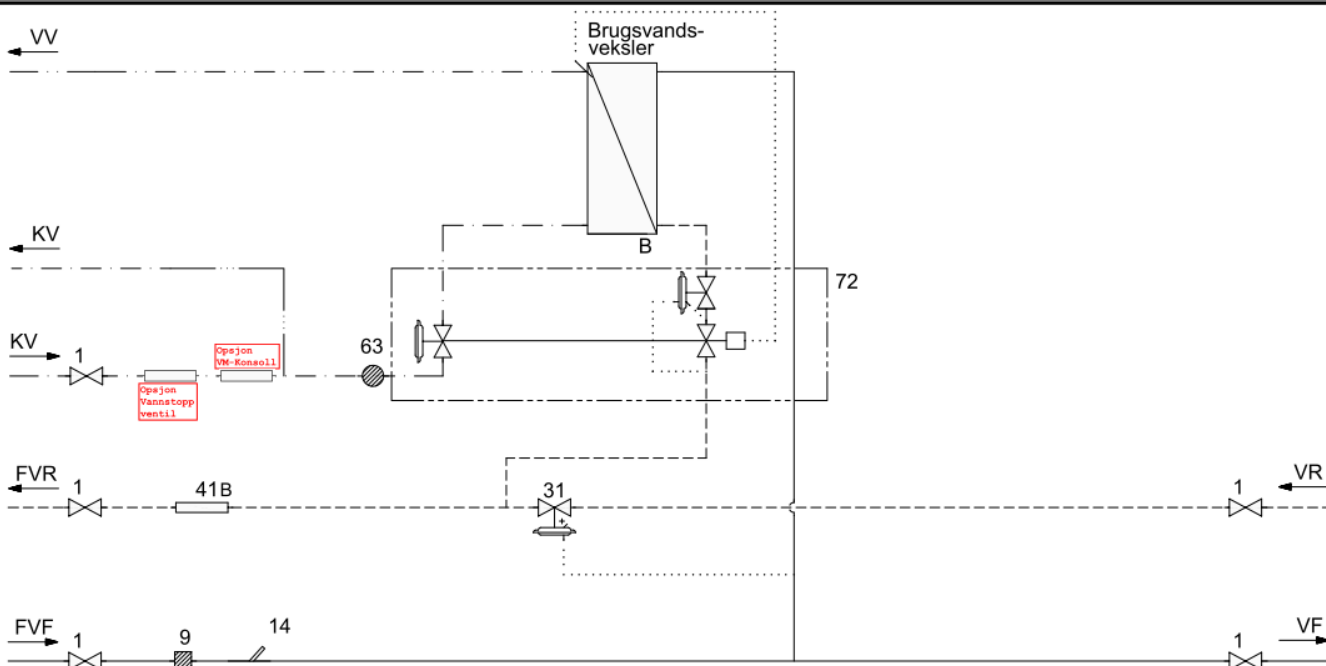 VV
Brugsvands-
veksler
KV
B
72
KV
1
Opsjon
VM-Konsoll
63
Opsjon
Vannstopp
ventil
FVR
1
41B
31
1
VR
FVF
1
9
14
1
VF